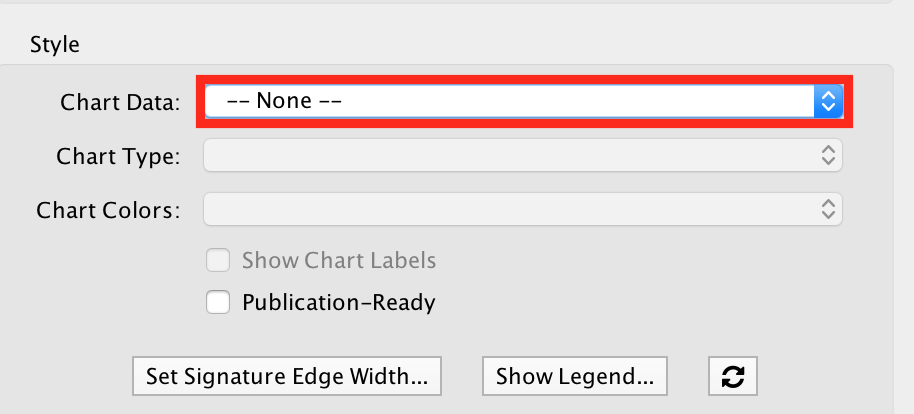 Style
Chart Data: -- None --
Chart Type:
Chart Colors:
Show Chart Labels
Publication-Ready
Set Signature Edge Width... Show Legend...